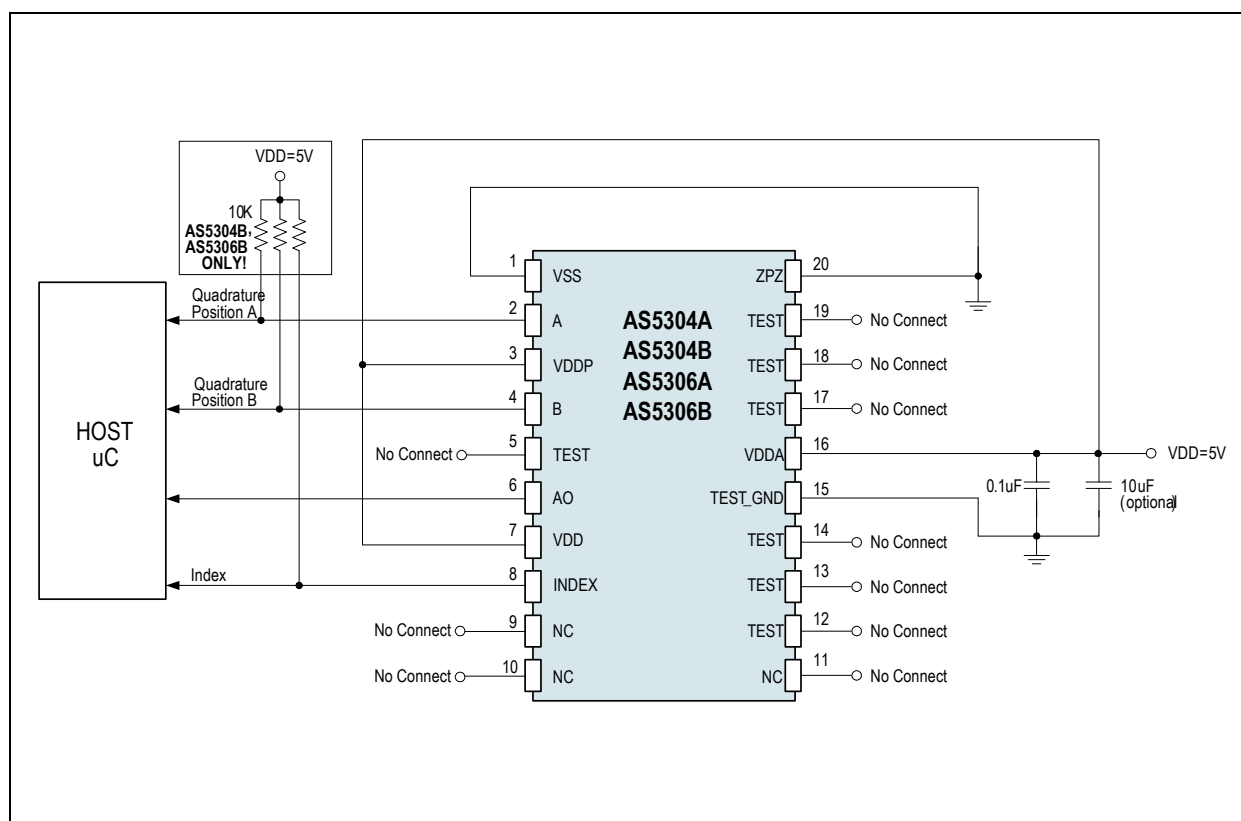 VDD=5V
10K
AS5304B,
AS5306B
ONLY!
HOST
uC
Quadrature
Position A
Quadrature
Position B
Index
No Connect
No Connect
No Connect
1
2
3
4
5
6
7
8
9
10
VSS
A
VDDP
B
TEST
AO
VDD
INDEX
NC
NC
AS5304A
AS5304B
AS5306A
AS5306B
ZPZ
TEST
TEST
TEST
VDDA
TEST_GND
TEST
TEST
TEST
NC
20
19
18
17
16
15
14
13
12
11
No Connect
No Connect
No Connect
VDD=5V
0.1uF
10uF
(optional)
No Connect
No Connect
No Connect
No Connect